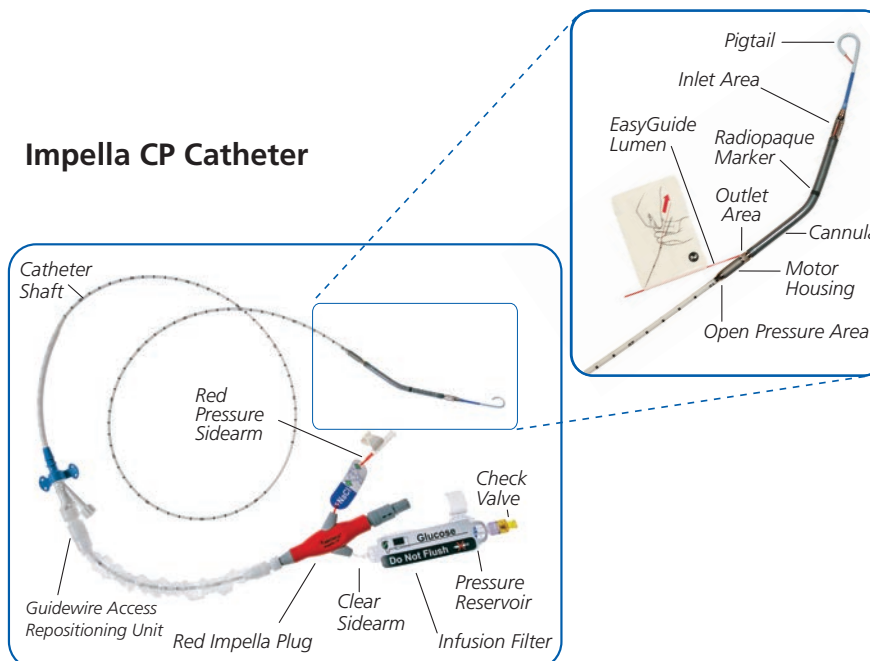 Impella CP Catheter
Pigtail
Inlet Area
EasyGuide
Lumen
Radiopaque
Marker
Outlet
Area
Cannula
Motor
Housing
Open Pressure Area
Catheter
Shaft
Red
Pressure
Sidearm
NaCl
Check
Valve
Glucose
Do Not Flush
Pressure
Reservoir
Clear
Sidearm
Infusion Filter
Red Impella Plug
Guidewire Access
Repositioning Unit